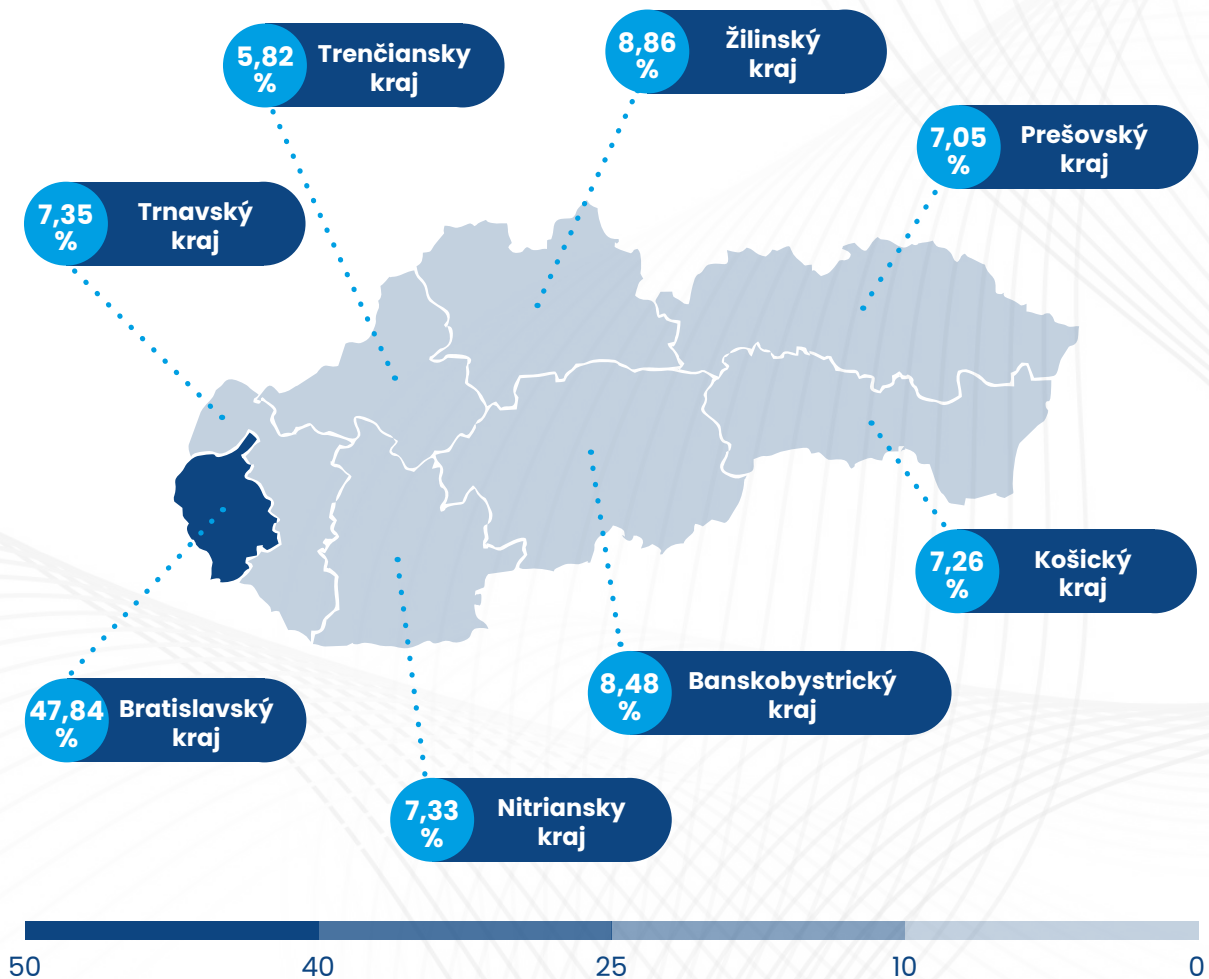 5,82
%
Trenčiansky
kraj
8,86
%
Žilinský
kraj
7,05
%
Prešovský
kraj
7,35
%
Trnavský
kraj
7,26
%
Košický
kraj
8,48
%
Banskobystrický
kraj
47,84
%
Bratislavský
kraj
7,33
%
Nitriansky
kraj
50 40 25 10 0